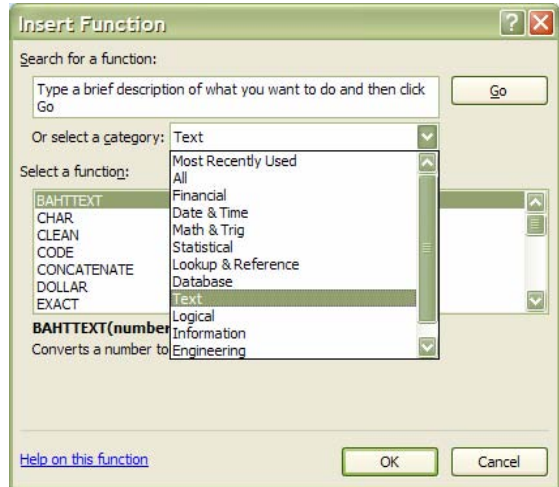 Insert Function
Search for a function:
Type a brief description of what you want to do and then click
Go
Go
Or select a category: Text
Most Recently Used
All
Financial
Date & Time
Math & Trig
Statistical
Lookup & Reference
Database
Text
Logical
Information
Engineering
Select a function:
BAHTTEXT
CHAR
CLEAN
CODE
CONCATENATE
DOLLAR
EXACT
BAHTTEXT(number
Converts a number to
Help on this function
OK
Cancel